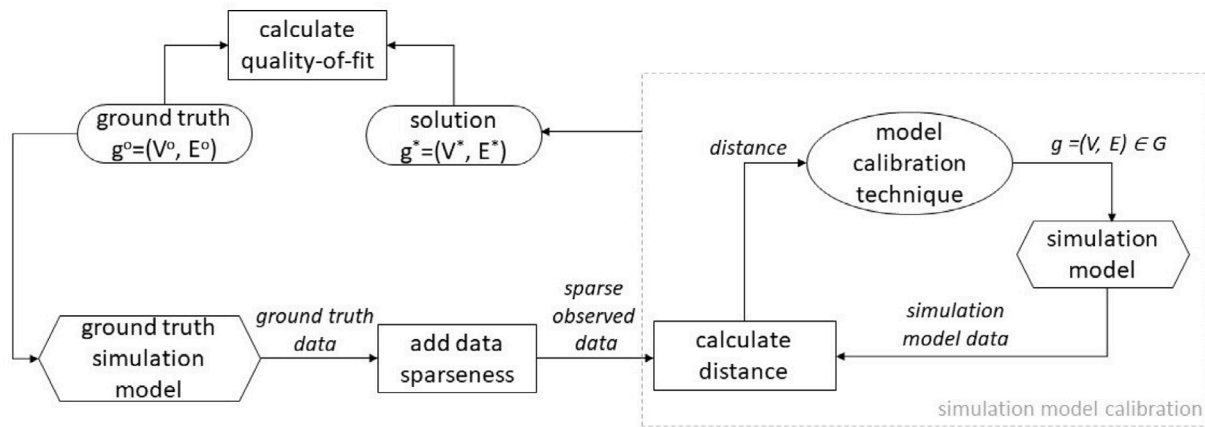 calculate
quality-of-fit
ground truth
gᵒ=(Vᵒ, Eᵒ)
solution
g*=(V*, E*)
distance
model
calibration
technique
g =(V, E) ∈ G
simulation
model
ground truth
simulation
model
ground truth
data
add data
sparseness
sparse
observed
data
calculate
distance
simulation
model data
simulation model calibration